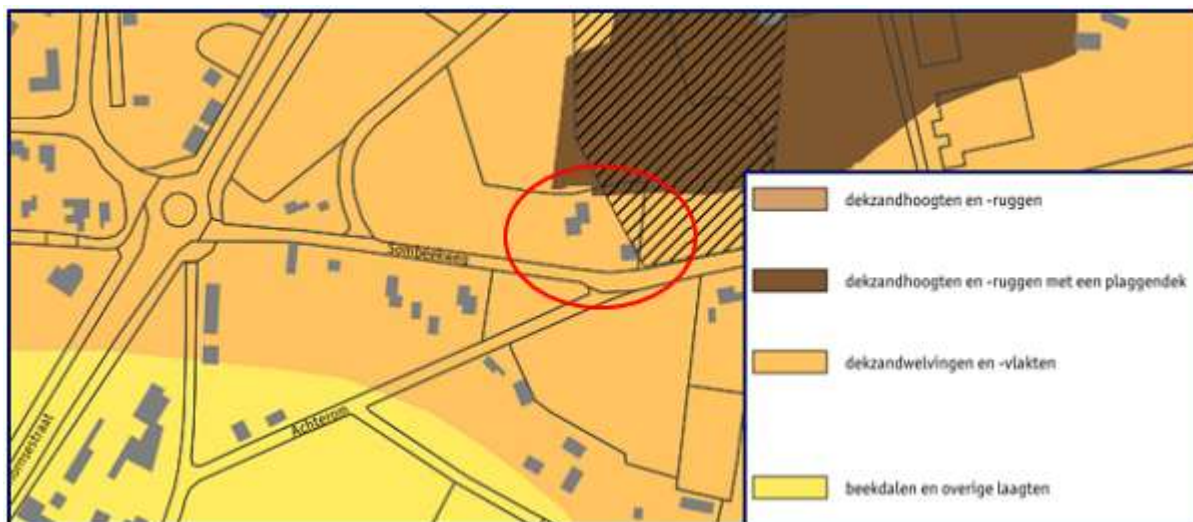 dekzandhoogten en -ruggen
dekzandhoogten en -ruggen met een plaggendek
dekzandwelvingen en -vlakten
beekdalen en overige laagten
Achterom